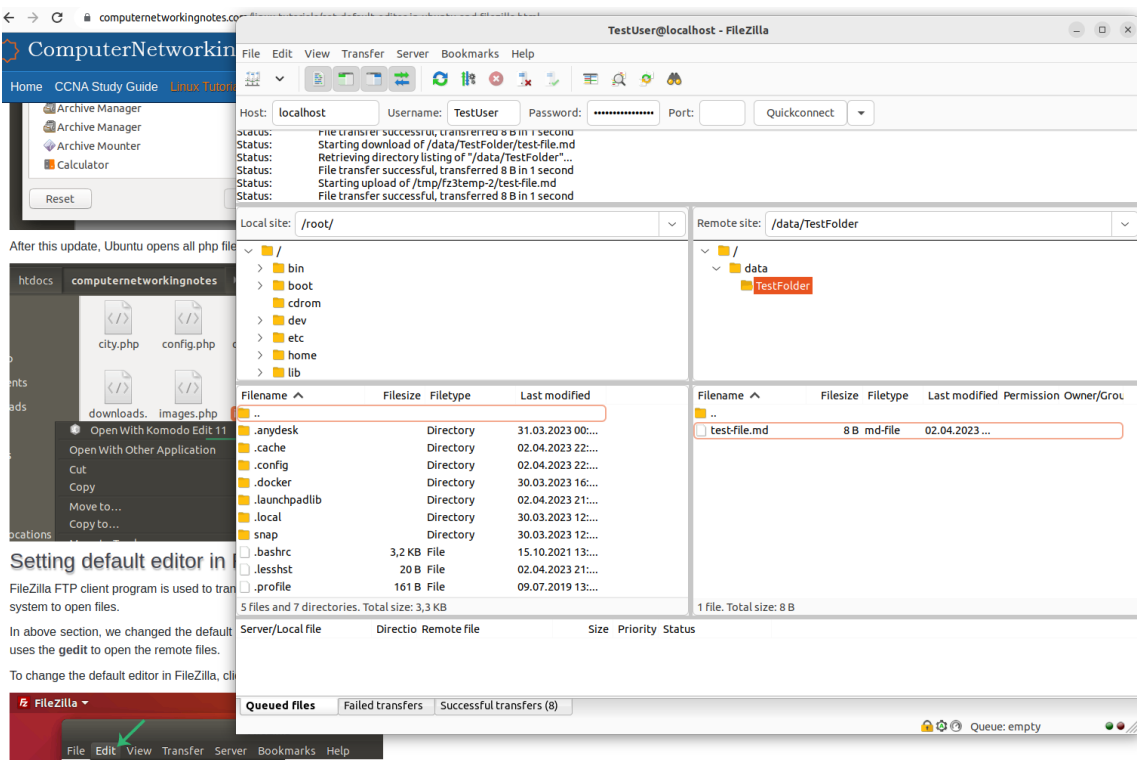 computernetworkingnotes.com/linux-tutorials/set-default-editor-in-ubuntu-and-filezilla.html
ComputerNetworkin
Home CCNA Study Guide Linux Tutoria
Archive Manager
Archive Manager
Archive Mounter
Calculator
Reset
After this update, Ubuntu opens all php file
htdocs computernetworkingnotes
city.php config.php
downloads. images.php
ents
ads
Open With Komodo Edit 11
Open With Other Application
Cut
Copy
Move to...
Copy to...
ocations
Setting default editor in F
FileZilla FTP client program is used to tran
system to open files.
In above section, we changed the default
uses the gedit to open the remote files.
To change the default editor in FileZilla, cli
FileZilla
File Edit View Transfer Server Bookmarks Help
TestUser@localhost - FileZilla
File Edit View Transfer Server Bookmarks Help
Host: localhost Username: TestUser Password: •••••••••••••••• Port: Quickconnect
Status: File transfer successful, transferred 8 B in 1 second
Status: Starting download of /data/TestFolder/test-file.md
Status: Retrieving directory listing of "/data/TestFolder"...
Status: File transfer successful, transferred 8 B in 1 second
Status: Starting upload of /tmp/fz3temp-2/test-file.md
Status: File transfer successful, transferred 8 B in 1 second
Local site: /root/
/
bin
boot
cdrom
dev
etc
home
lib
Filename Filesize Filetype Last modified
..
.anydesk Directory 31.03.2023 00:...
.cache Directory 02.04.2023 22:...
.config Directory 02.04.2023 22:...
.docker Directory 30.03.2023 16:...
.launchpadlib Directory 02.04.2023 21:...
.local Directory 30.03.2023 12:...
snap Directory 30.03.2023 12:...
.bashrc 3,2 KB File 15.10.2021 13:...
.lesshst 20 B File 02.04.2023 21:...
.profile 161 B File 09.07.2019 13:...
5 files and 7 directories. Total size: 3,3 KB
Remote site: /data/TestFolder
/
data
TestFolder
Filename Filesize Filetype Last modified Permission Owner/Grou
..
test-file.md 8 B md-file 02.04.2023 ...
1 file. Total size: 8 B
Server/Local file Directio Remote file Size Priority Status
Queued files Failed transfers Successful transfers (8)
Queue: empty